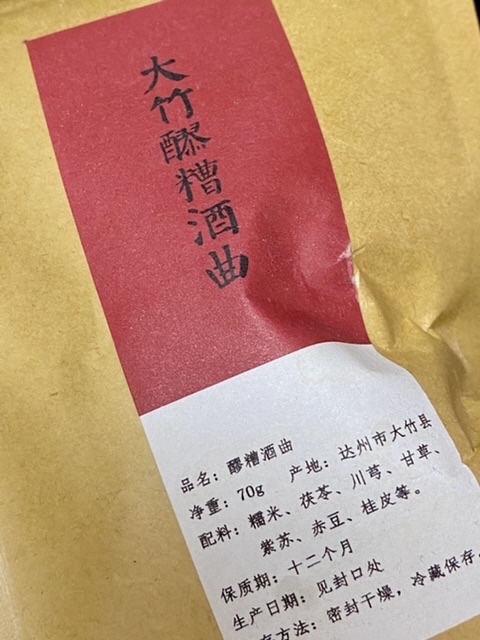 大竹醪糟酒曲
品名：醪糟酒曲
净重：70g 产地：达州市大竹县
配料：糯米、茯苓、川芎、甘草、
紫苏、赤豆、桂皮等。
保质期：十二个月
生产日期：见封口处
存方法：密封干燥，冷藏保存。